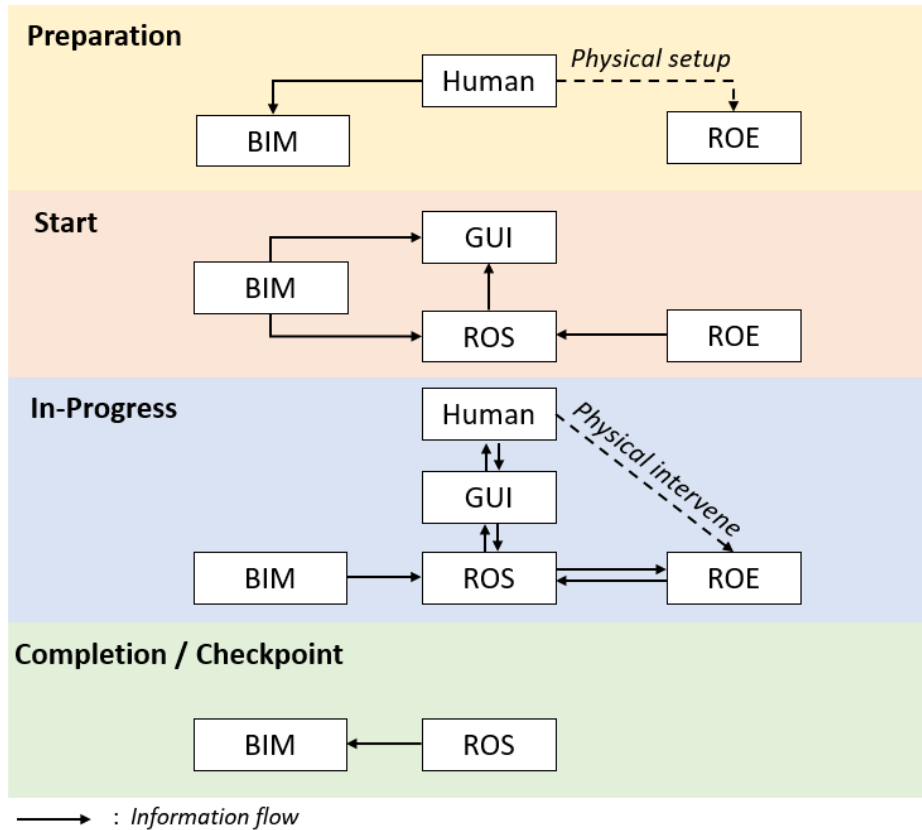 Preparation
Human
Physical setup
BIM
ROE
Start
GUI
BIM
ROS
ROE
In-Progress
Human
Physical intervene
GUI
BIM
ROS
ROE
Completion / Checkpoint
BIM
ROS
: Information flow